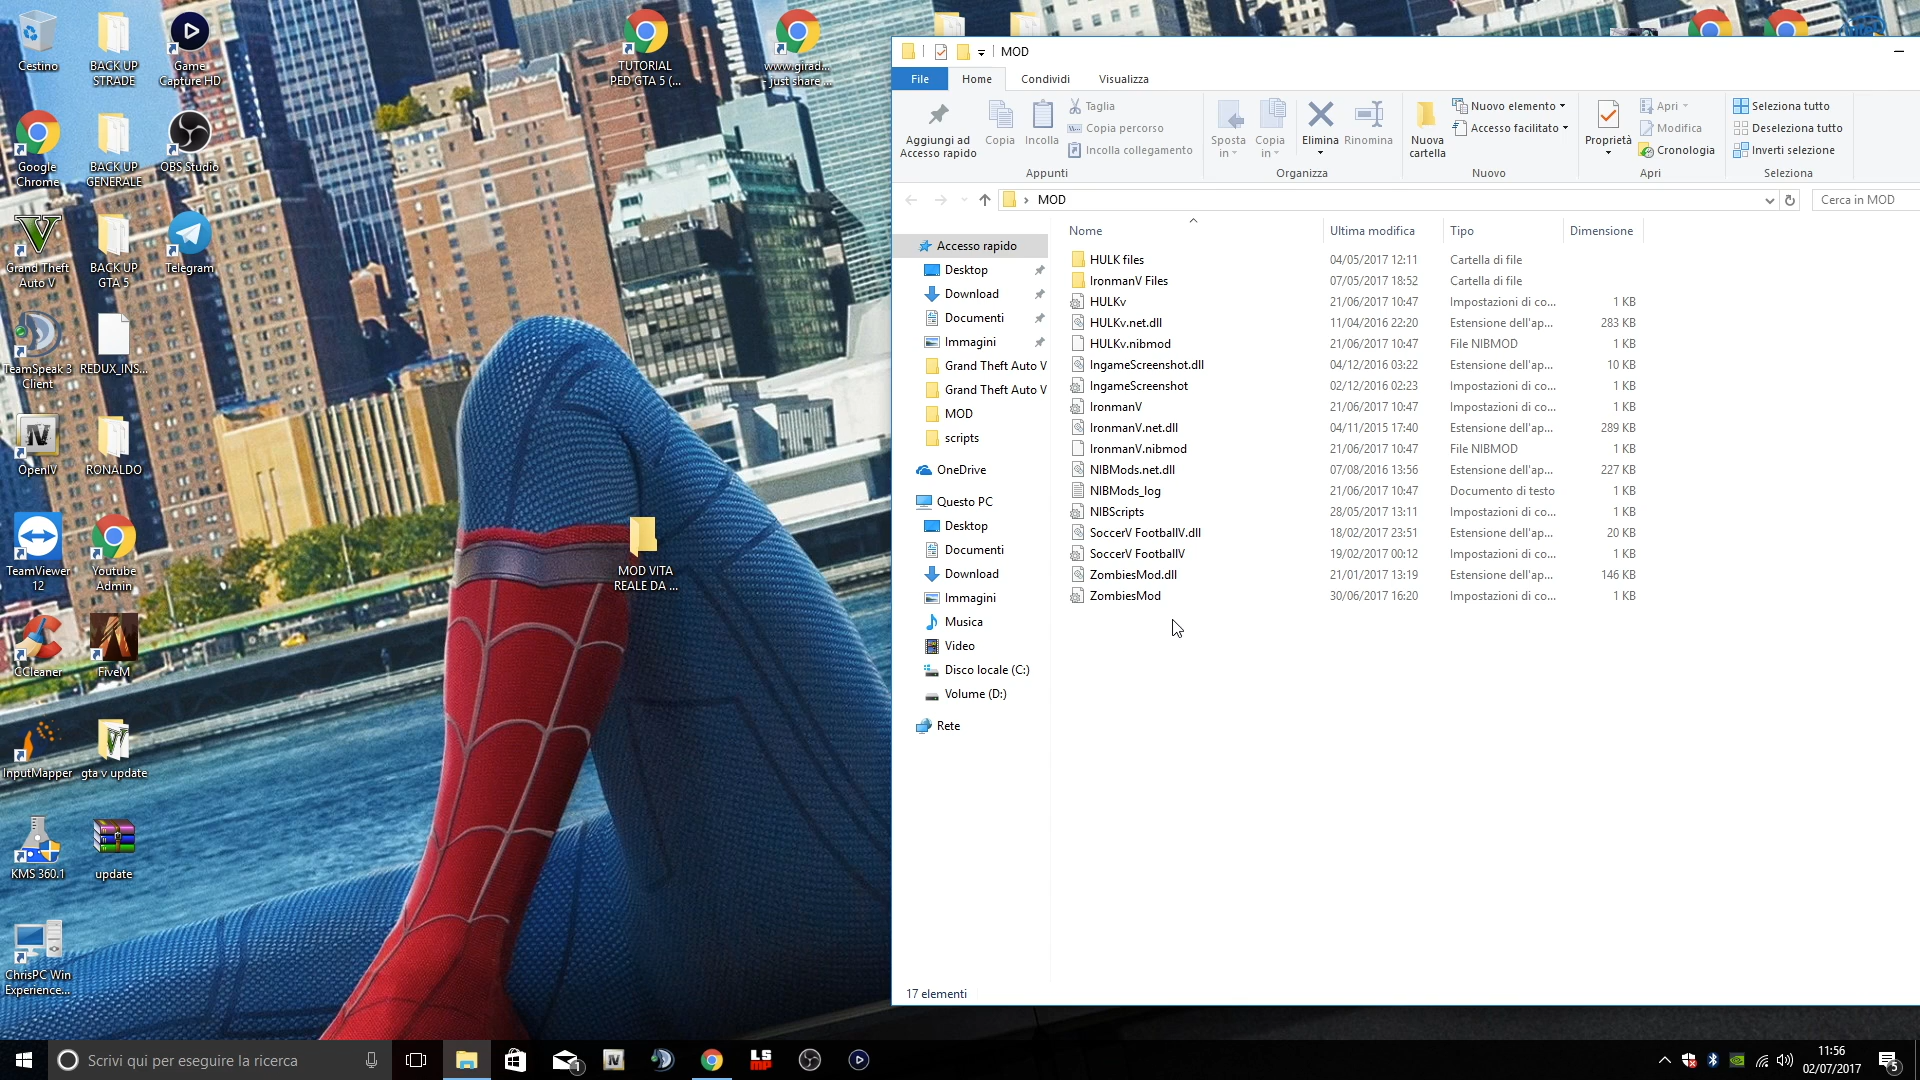 Cestino
BACK UP
STRADE
Game
Capture HD
TUTORIAL
PED GTA 5 (...
www.girad...
- just share ...
Google
Chrome
BACK UP
GENERALE
OBS Studio
Grand Theft
Auto V
BACK UP
GTA 5
Telegram
TeamSpeak 3
Client
REDUX_INS...
OpenIV
RONALDO
TeamViewer
12
Youtube
Admin
MOD VITA
REALE DA ...
CCleaner
FiveM
InputMapper
gta v update
KMS 360.1
update
ChrisPC Win
Experience...
MOD
File
Home
Condividi
Visualizza
Aggiungi ad
Accesso rapido
Copia
Incolla
Taglia
Copia percorso
Incolla collegamento
Appunti
Sposta
in
Copia
in
Elimina
Rinomina
Organizza
Nuova
cartella
Nuovo elemento
Accesso facilitato
Nuovo
Proprietà
Apri
Modifica
Cronologia
Apri
Seleziona tutto
Deseleziona tutto
Inverti selezione
Seleziona
MOD
Cerca in MOD
Accesso rapido
Desktop
Download
Documenti
Immagini
Grand Theft Auto V
Grand Theft Auto V
MOD
scripts
OneDrive
Questo PC
Desktop
Documenti
Download
Immagini
Musica
Video
Disco locale (C:)
Volume (D:)
Rete
Nome Ultima modifica Tipo Dimensione
HULK files 04/05/2017 12:11 Cartella di file
IronmanV Files 07/05/2017 18:52 Cartella di file
HULKv 21/06/2017 10:47 Impostazioni di co... 1 KB
HULKv.net.dll 11/04/2016 22:20 Estensione dell'ap... 283 KB
HULKv.nibmod 21/06/2017 10:47 File NIBMOD 1 KB
IngameScreenshot.dll 04/12/2016 03:22 Estensione dell'ap... 10 KB
IngameScreenshot 02/12/2016 02:23 Impostazioni di co... 1 KB
IronmanV 21/06/2017 10:47 Impostazioni di co... 1 KB
IronmanV.net.dll 04/11/2015 17:40 Estensione dell'ap... 289 KB
IronmanV.nibmod 21/06/2017 10:47 File NIBMOD 1 KB
NIBMods.net.dll 07/08/2016 13:56 Estensione dell'ap... 227 KB
NIBMods_log 21/06/2017 10:47 Documento di testo 1 KB
NIBScripts 28/05/2017 13:11 Impostazioni di co... 1 KB
SoccerV FootballV.dll 18/02/2017 23:51 Estensione dell'ap... 20 KB
SoccerV FootballV 19/02/2017 00:12 Impostazioni di co... 1 KB
ZombiesMod.dll 21/01/2017 13:19 Estensione dell'ap... 146 KB
ZombiesMod 30/06/2017 16:20 Impostazioni di co... 1 KB
17 elementi
Scrivi qui per eseguire la ricerca
1
IV
LS
MP
11:56
02/07/2017
5